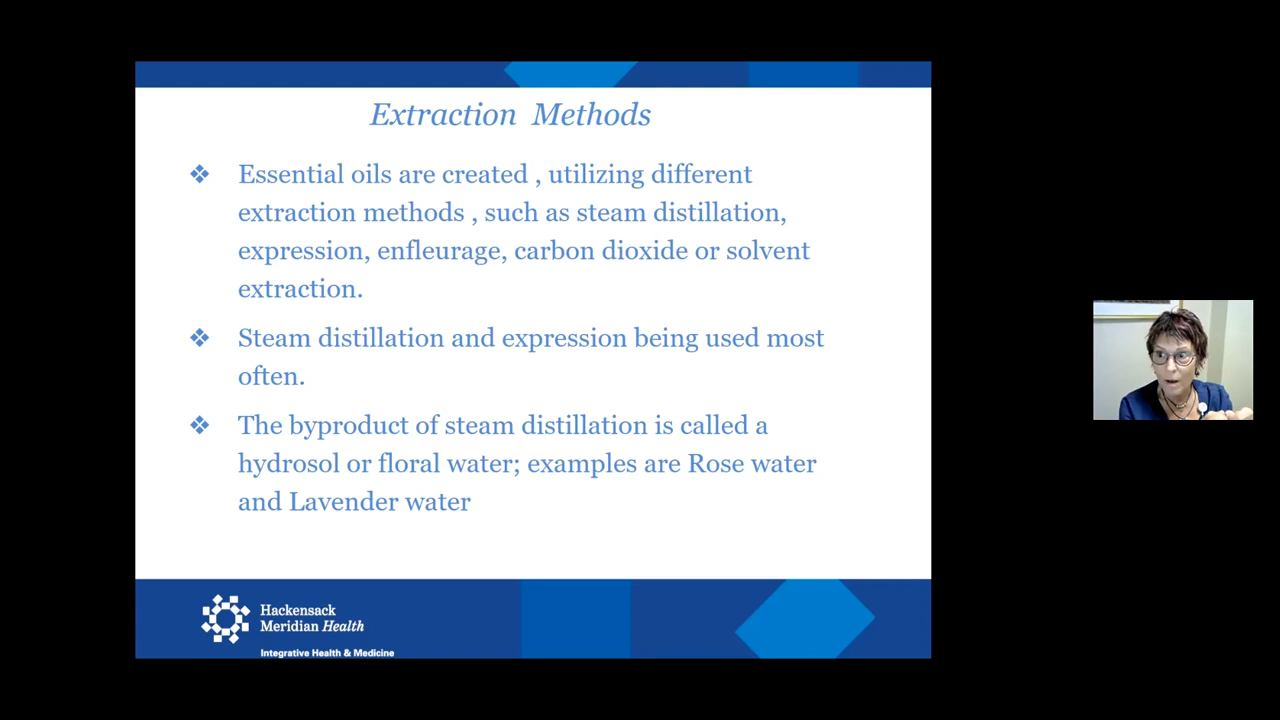 Extraction Methods
❖ Essential oils are created , utilizing different
extraction methods , such as steam distillation,
expression, enfleurage, carbon dioxide or solvent
extraction.
❖ Steam distillation and expression being used most
often.
❖ The byproduct of steam distillation is called a
hydrosol or floral water; examples are Rose water
and Lavender water
Hackensack
Meridian Health
Integrative Health & Medicine